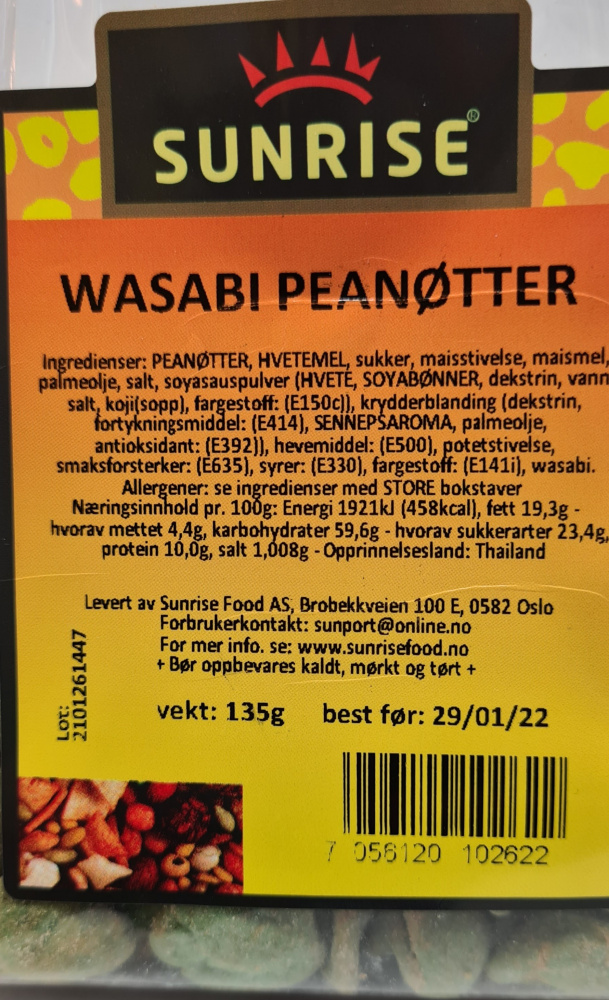 SUNRISE®
WASABI PEANØTTER
Ingredienser: PEANØTTER, HVETEMEL, sukker, maisstivelse, maismel,
palmeolje, salt, soyasauspulver (HVETE, SOYABØNNER, dekstrin, vann
salt, koji(sopp), fargestoff: (E150c)), krydderblanding (dekstrin,
fortykningsmiddel: (E414), SENNEPSAROMA, palmeolje,
antioksidant: (E392)), hevemiddel: (E500), potetstivelse,
smaksforsterker: (E635), syrer: (E330), fargestoff: (E141i), wasabi.
Allergener: se ingredienser med STORE bokstaver
Næringsinnhold pr. 100g: Energi 1921kJ (458kcal), fett 19,3g -
hvorav mettet 4,4g, karbohydrater 59,6g - hvorav sukkerarter 23,4g,
protein 10,0g, salt 1,008g - Opprinnelsesland: Thailand
Levert av Sunrise Food AS, Brobekkveien 100 E, 0582 Oslo
Forbrukerkontakt: sunport@online.no
For mer info. se: www.sunrisefood.no
+ Bør oppbevares kaldt, mørkt og tørt +
Lot:
2101261447
vekt: 135g best før: 29/01/22
7 056120 102622